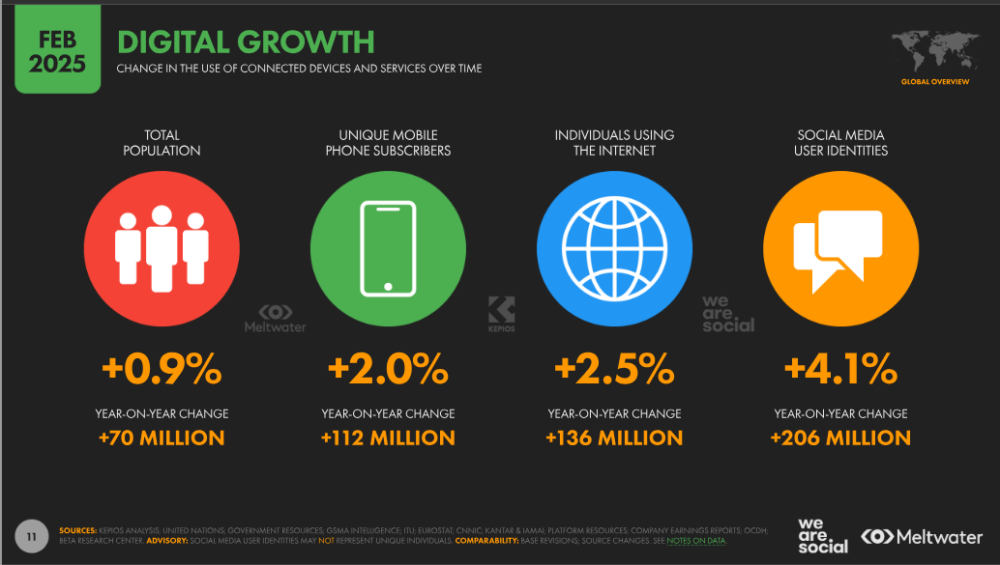 FEB
2025
DIGITAL GROWTH
CHANGE IN THE USE OF CONNECTED DEVICES AND SERVICES OVER TIME
GLOBAL OVERVIEW
TOTAL
POPULATION
UNIQUE MOBILE
PHONE SUBSCRIBERS
INDIVIDUALS USING
THE INTERNET
SOCIAL MEDIA
USER IDENTITIES
Meltwater
KEPIOS
we
are
social
+0.9%
+2.0%
+2.5%
+4.1%
YEAR-ON-YEAR CHANGE
+70 MILLION
YEAR-ON-YEAR CHANGE
+112 MILLION
YEAR-ON-YEAR CHANGE
+136 MILLION
YEAR-ON-YEAR CHANGE
+206 MILLION
11
SOURCES: KEPIOS ANALYSIS; UNITED NATIONS; GOVERNMENT RESOURCES; GSMA INTELLIGENCE; ITU; EUROSTAT; CNNIC; KANTAR & IAMAI; PLATFORM RESOURCES; COMPANY EARNINGS REPORTS; OCDH;
BETA RESEARCH CENTER. ADVISORY: SOCIAL MEDIA USER IDENTITIES MAY NOT REPRESENT UNIQUE INDIVIDUALS. COMPARABILITY: BASE REVISIONS; SOURCE CHANGES. SEE NOTES ON DATA.
we
are
social
Meltwater